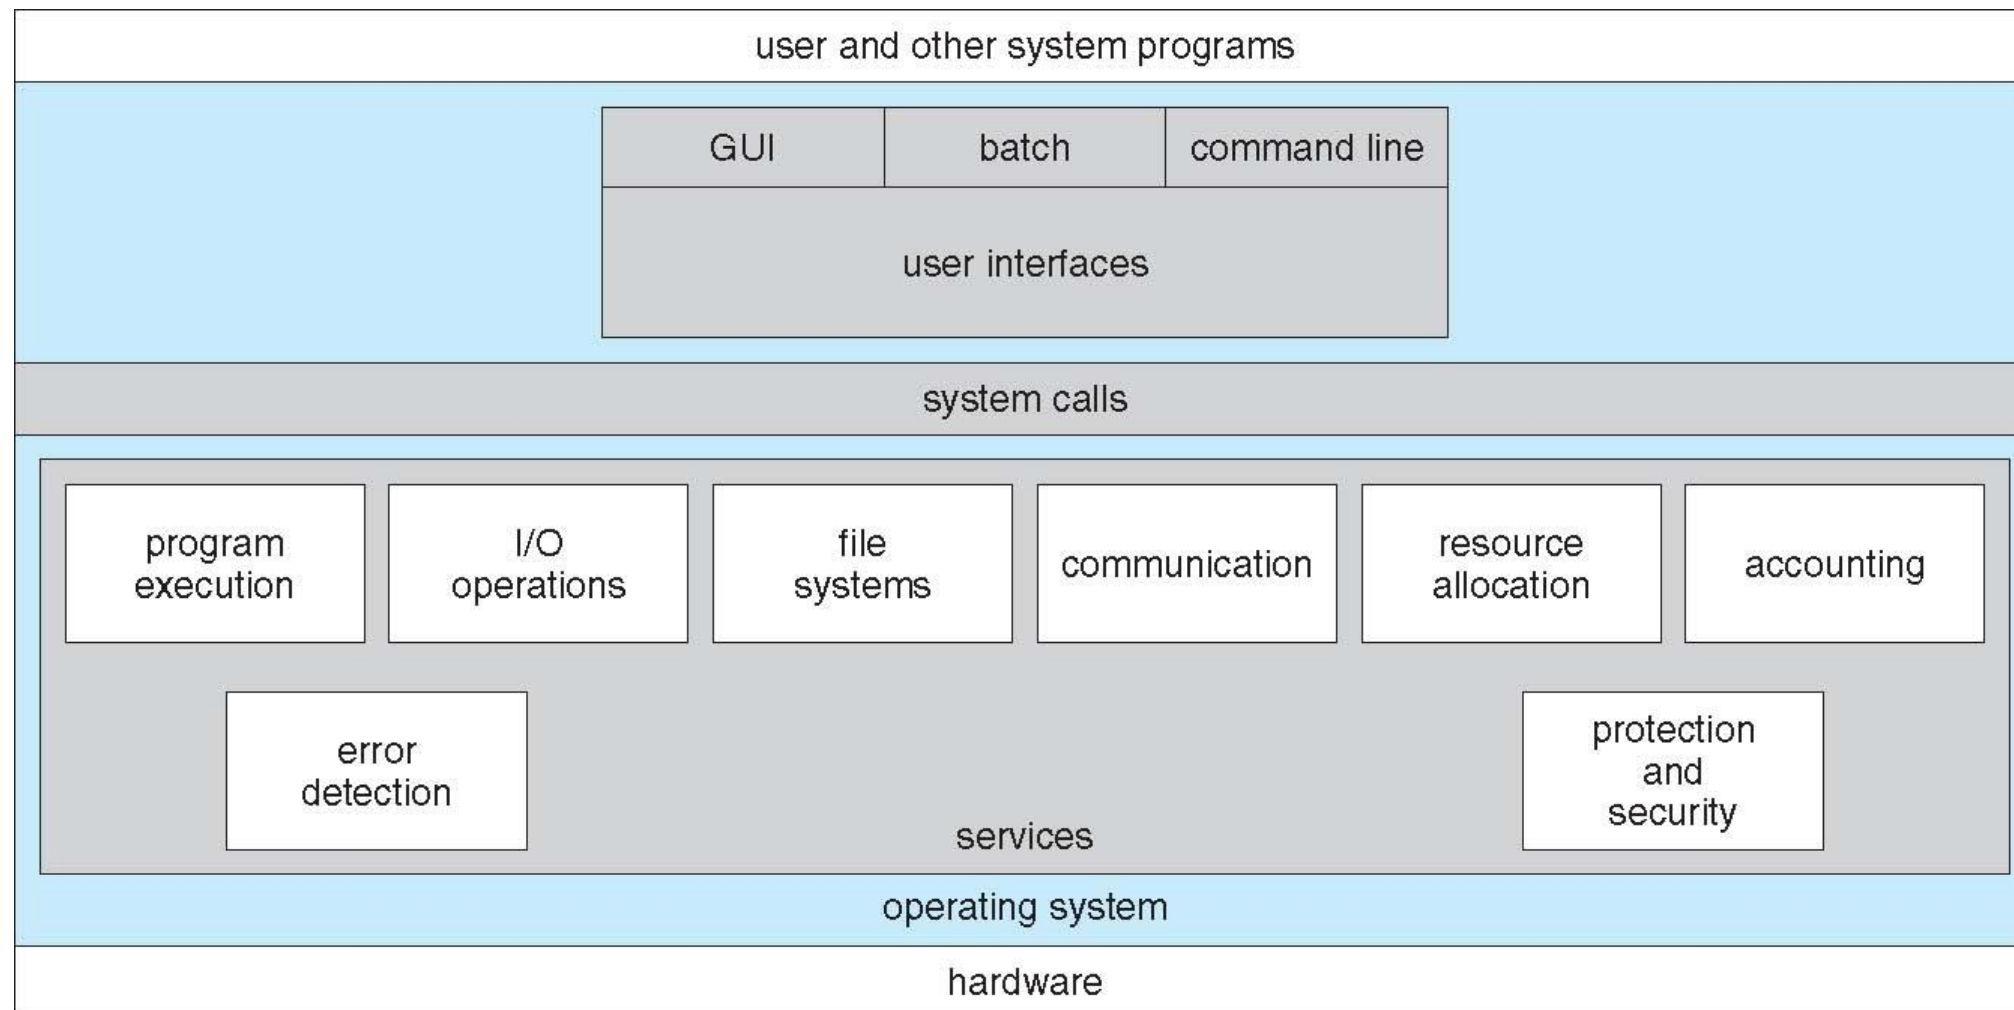 user and other system programs
GUI
batch
command line
user interfaces
system calls
program
execution
I/O
operations
file
systems
communication
resource
allocation
accounting
error
detection
protection
and
security
services
operating system
hardware